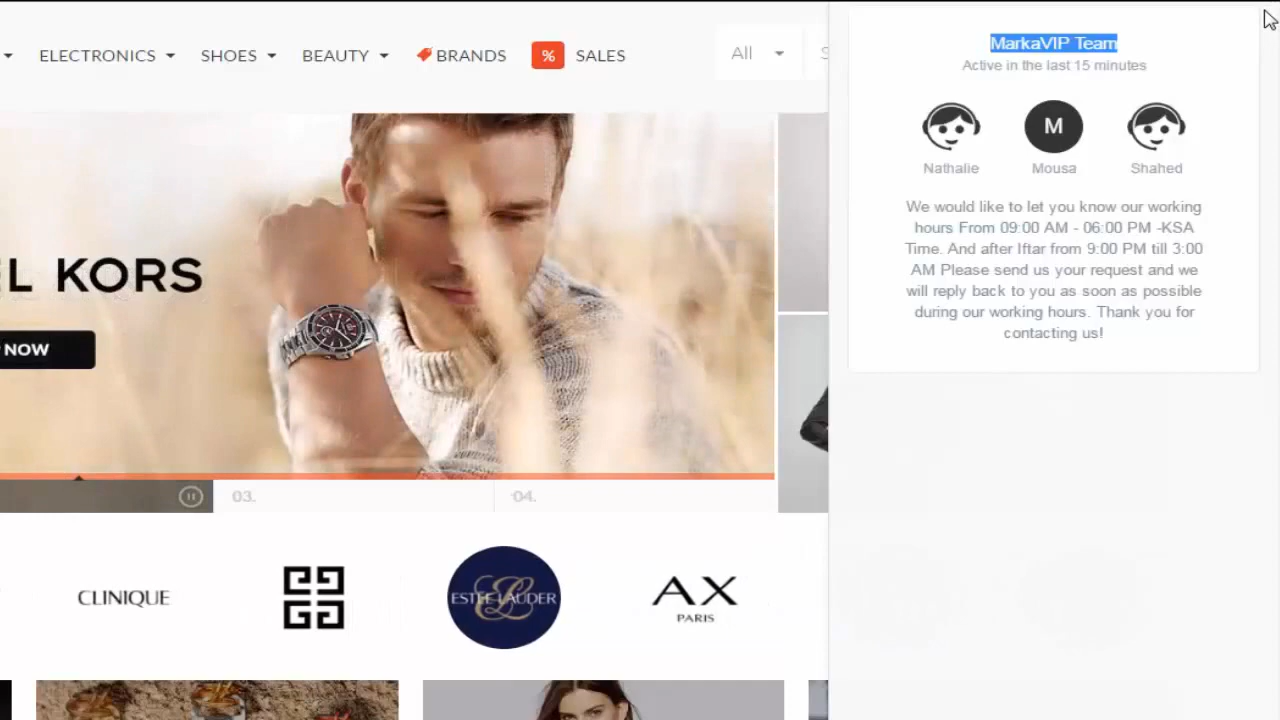 ELECTRONICS
SHOES
BEAUTY
BRANDS
%
SALES
All
L KORS
NOW
03.
04.
CLINIQUE
ESTEE LAUDER
AX
PARIS
MarkaVIP Team
Active in the last 15 minutes
M
Nathalie
Mousa
Shahed
We would like to let you know our working
hours From 09:00 AM - 06:00 PM -KSA
Time. And after Iftar from 9:00 PM till 3:00
AM Please send us your request and we
will reply back to you as soon as possible
during our working hours. Thank you for
contacting us!